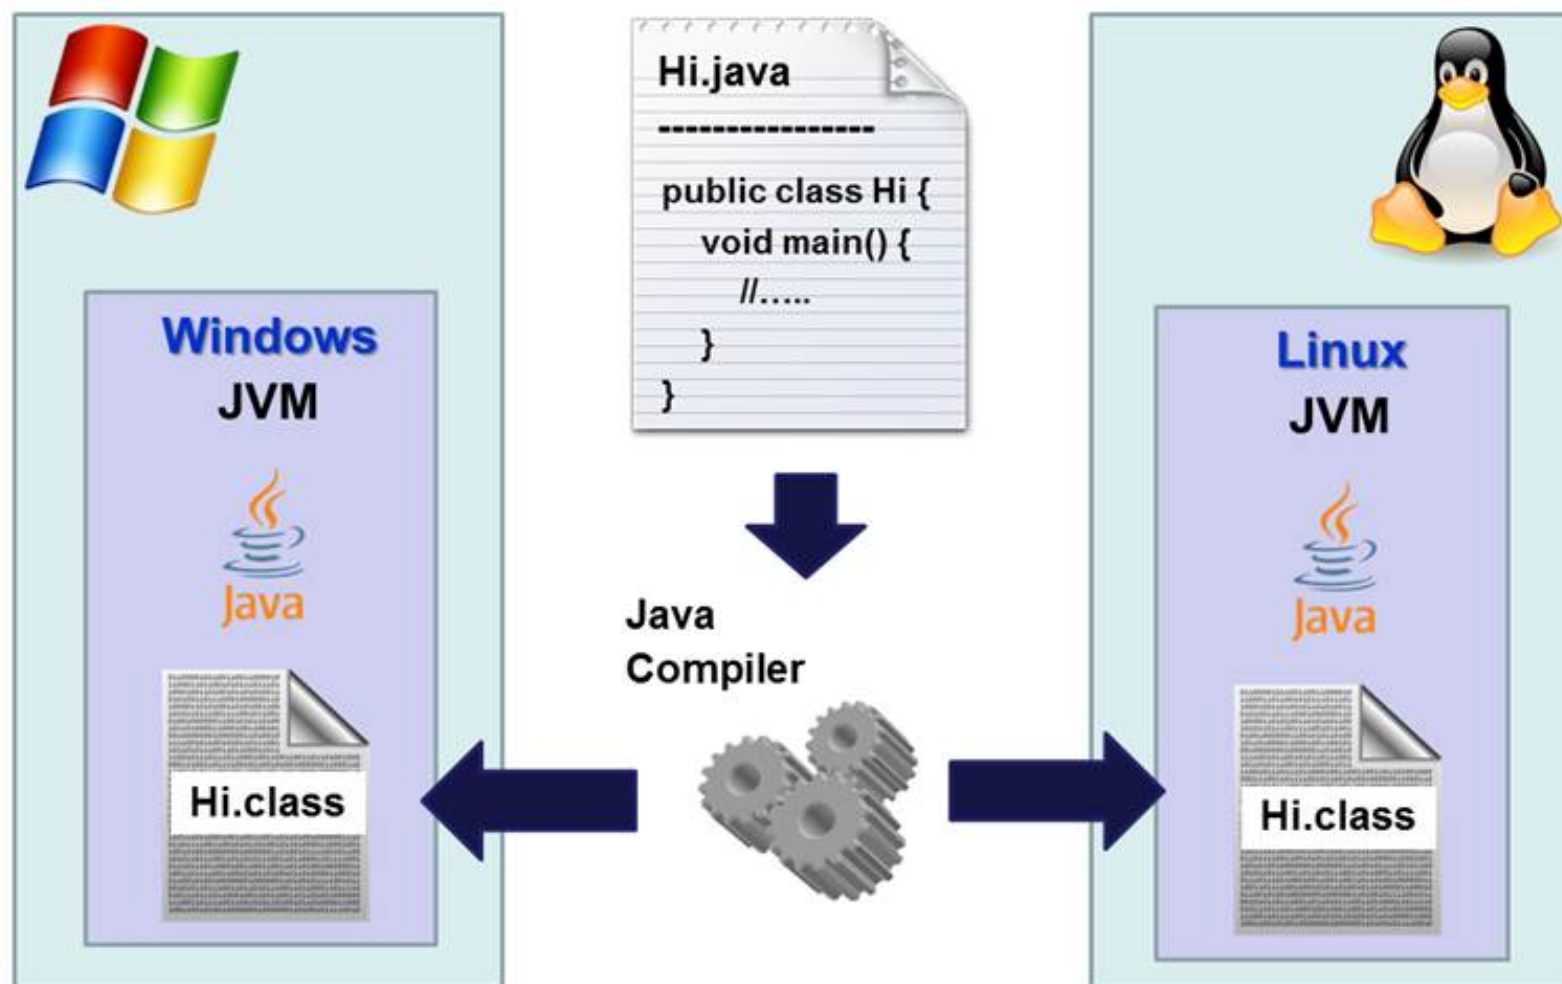 Hi.java
----------------
public class Hi {
void main() {
//…..
}
}
Windows
JVM
Java
Hi.class
Java
Compiler
Linux
JVM
Java
Hi.class